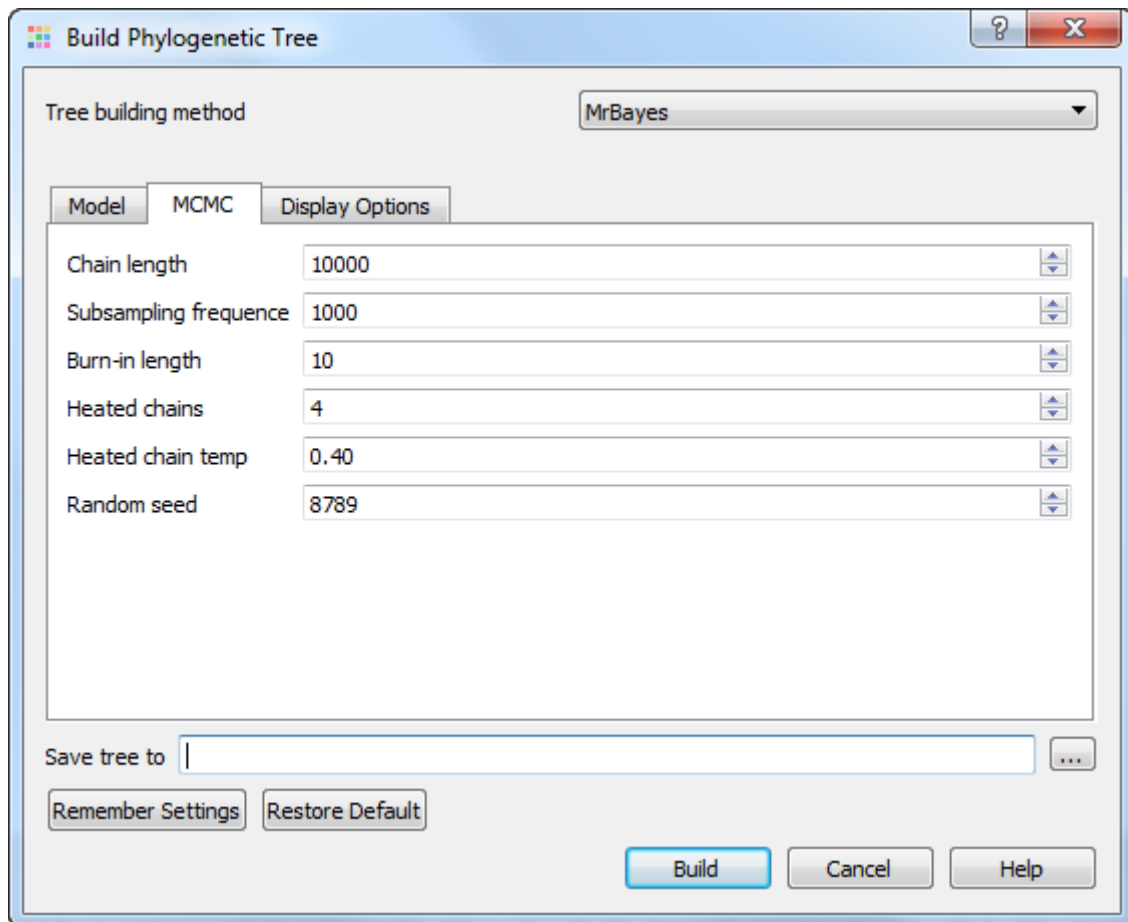 Build Phylogenetic Tree
?
Tree building method MrBayes
Model MCMC Display Options
Chain length 10000
Subsampling frequence 1000
Burn-in length 10
Heated chains 4
Heated chain temp 0.40
Random seed 8789
Save tree to ...
Remember Settings Restore Default
Build Cancel Help